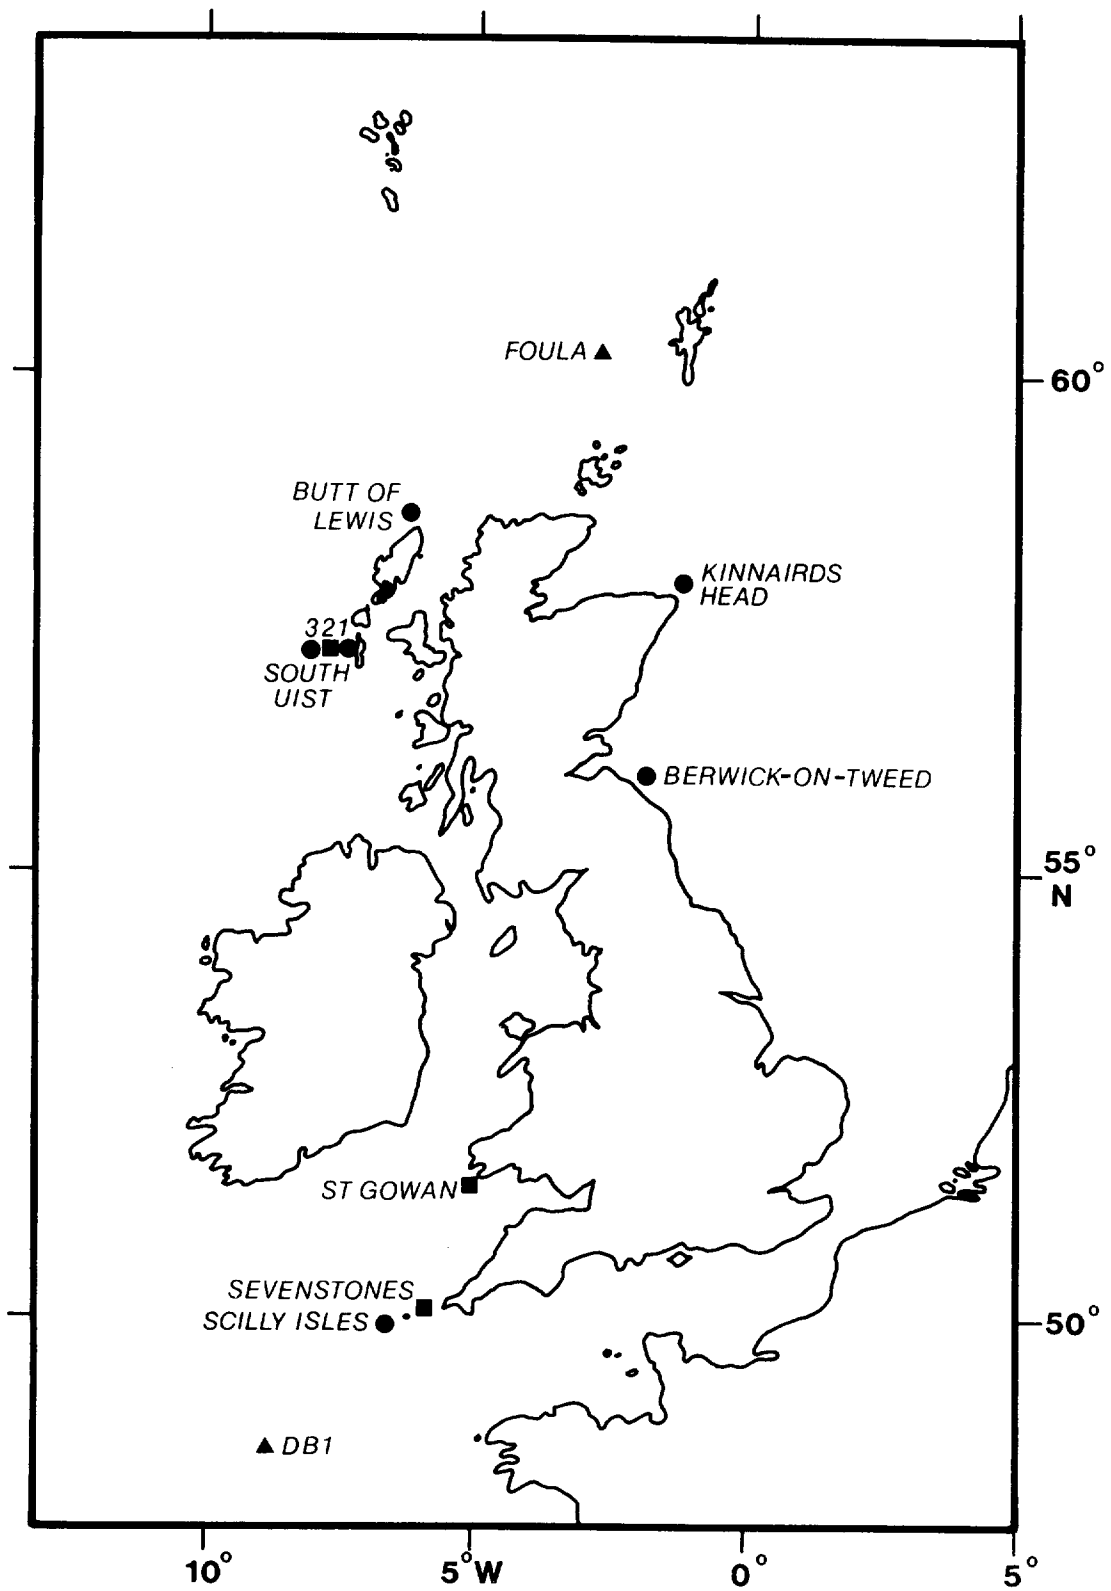 FOULA
60°
BUTT OF
LEWIS
KINNAIRDS
HEAD
321
SOUTH
UIST
BERWICK-ON-TWEED
55°
N
ST GOWAN
SEVENSTONES
SCILLY ISLES
50°
DB1
10°
5°W
0°
5°